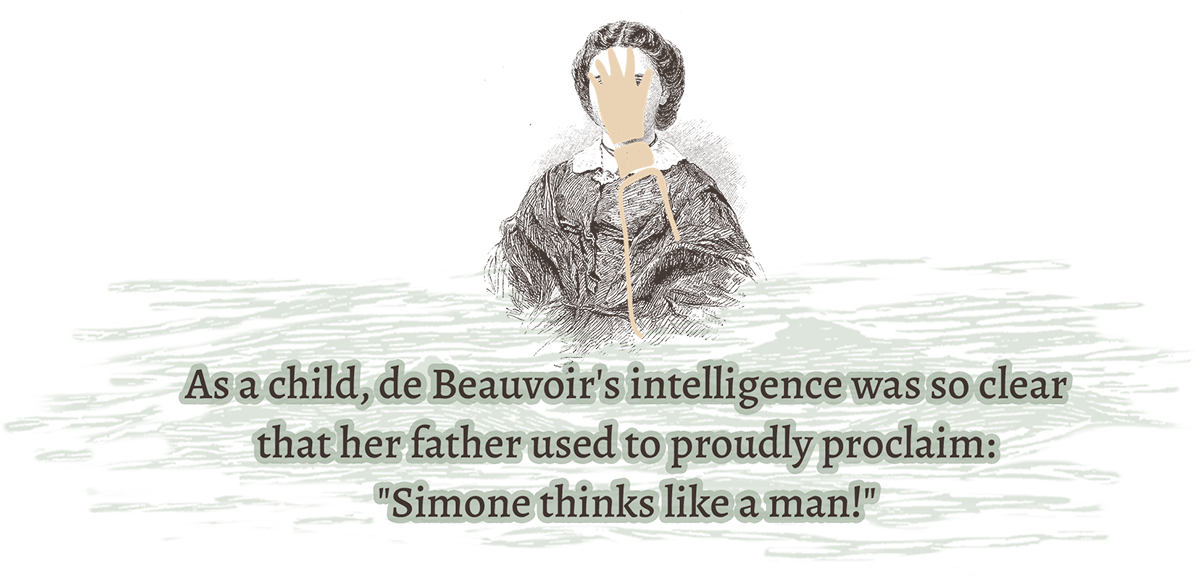 As a child, de Beauvoir's intelligence was so clear
that her father used to proudly proclaim:
"Simone thinks like a man!"